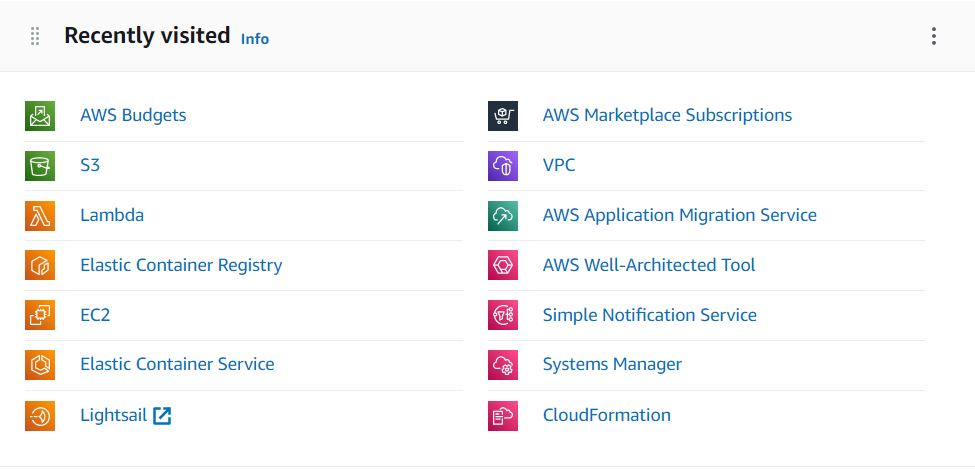 Recently visited Info
AWS Budgets
S3
Lambda
Elastic Container Registry
EC2
Elastic Container Service
Lightsail
AWS Marketplace Subscriptions
VPC
AWS Application Migration Service
AWS Well-Architected Tool
Simple Notification Service
Systems Manager
CloudFormation